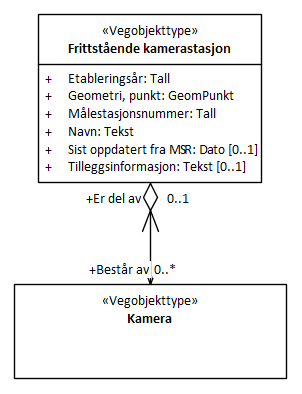 «Vegobjekttype»
Frittstående kamerastasjon
+ Etableringsår: Tall
+ Geometri, punkt: GeomPunkt
+ Målestasjonsnummer: Tall
+ Navn: Tekst
+ Sist oppdatert fra MSR: Dato [0..1]
+ Tilleggsinformasjon: Tekst [0..1]
+Er del av 0..1
+Består av 0..*
«Vegobjekttype»
Kamera